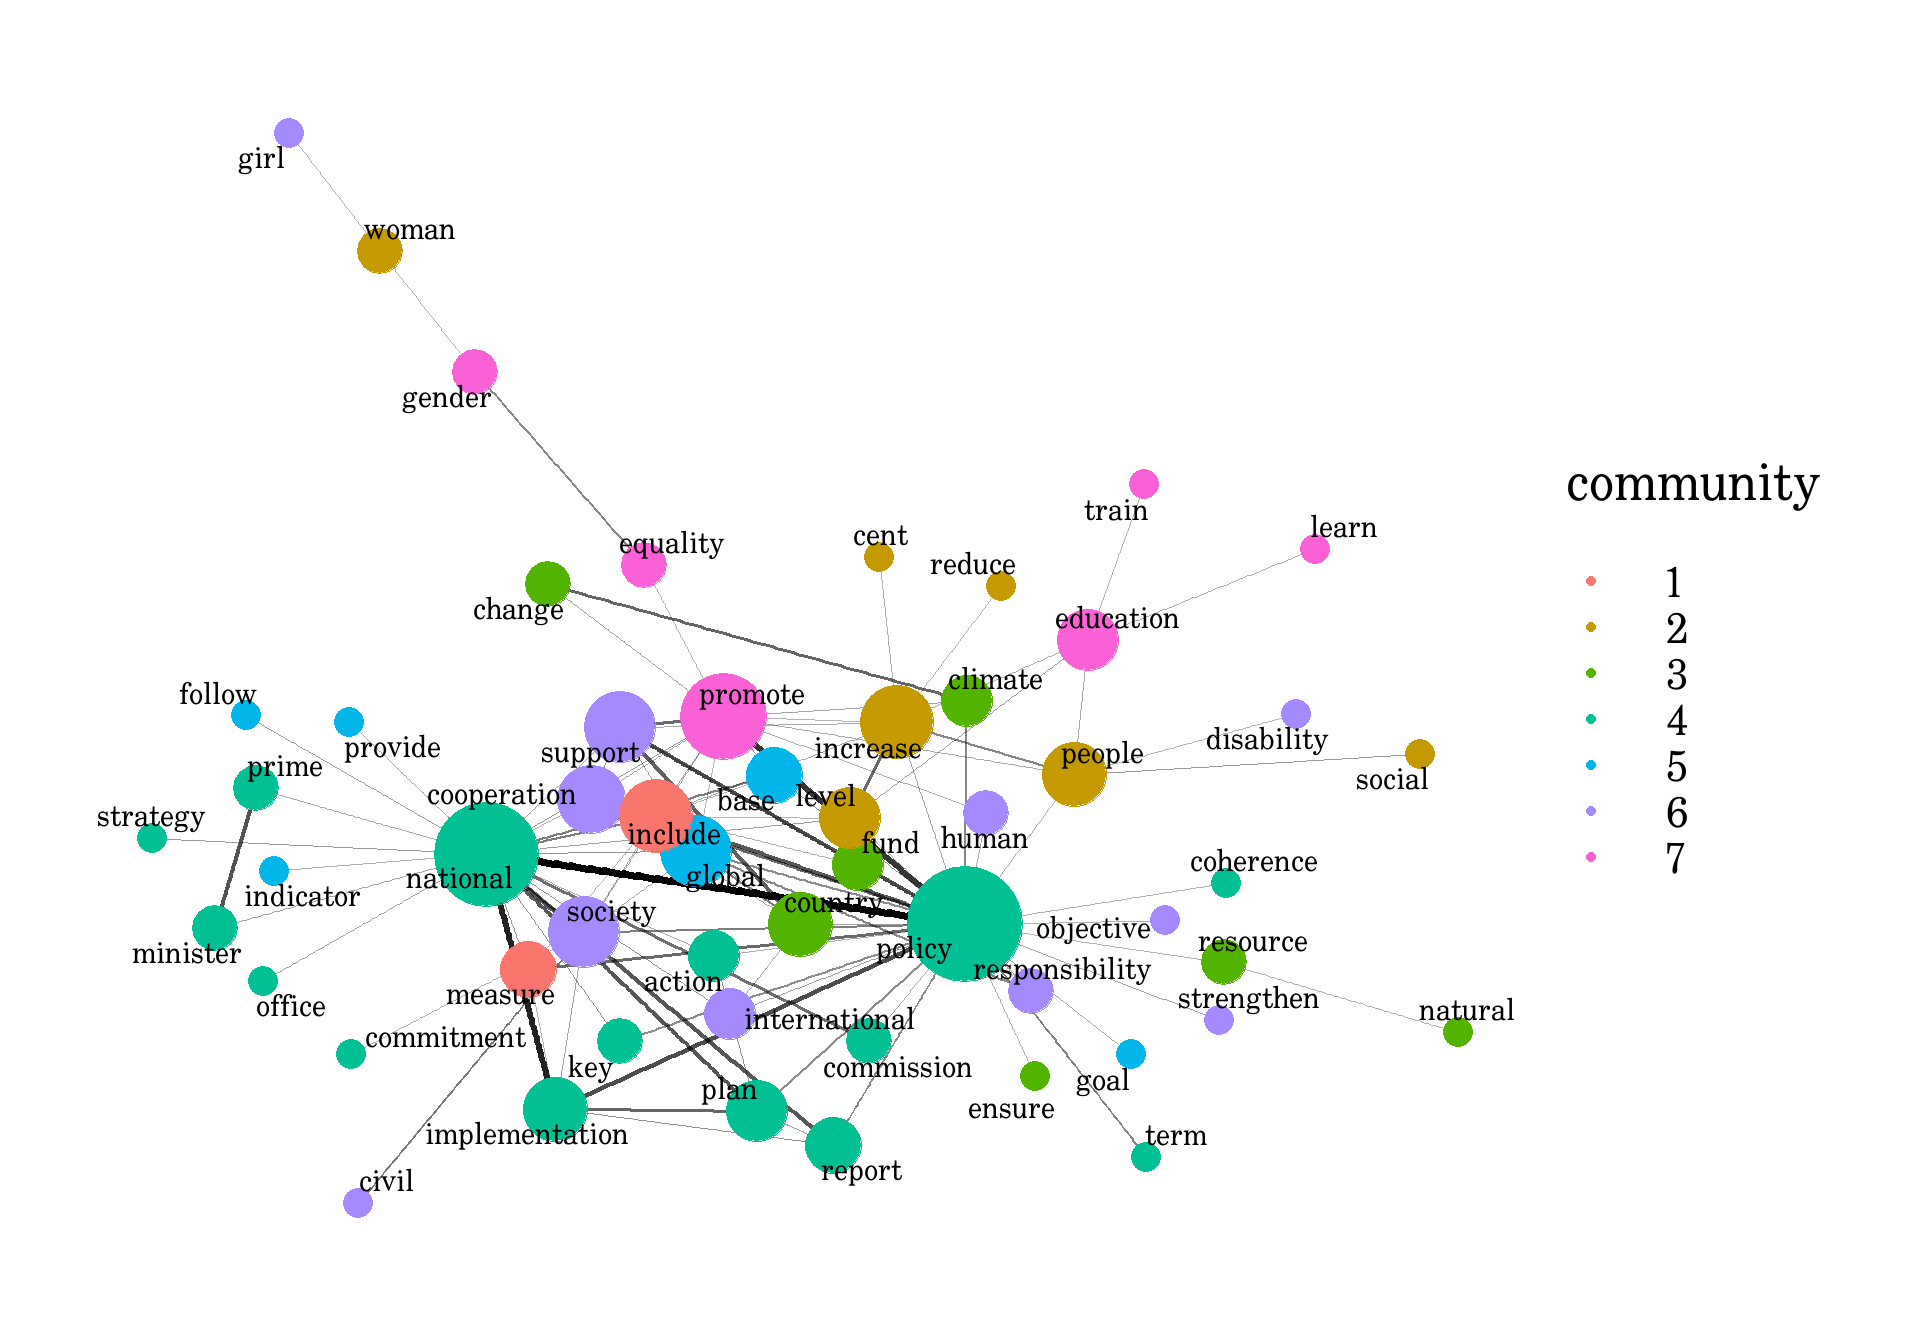 girl
woman
gender
community
train
learn
equality
cent
reduce
change
1
education
2
climate
3
follow
promote
4
provide
support
increase
people
disability
5
prime
social
cooperation
base
level
6
strategy
include
fund
human
7
coherence
national
global
indicator
country
society
policy
objective
resource
minister
action
responsibility
measure
strengthen
office
international
natural
commitment
key
commission
plan
goal
ensure
implementation
term
report
civil